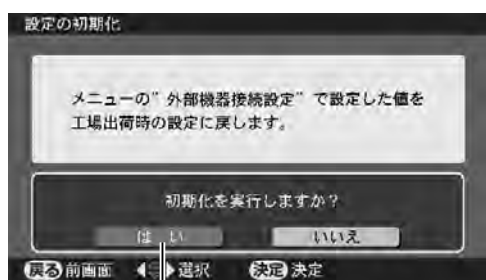 設定の初期化
メニューの"外部機器接続設定"で設定した値を
工場出荷時の設定に戻します。
初期化を実行しますか?
はい いいえ
戻る 前画面 選択 決定 決定